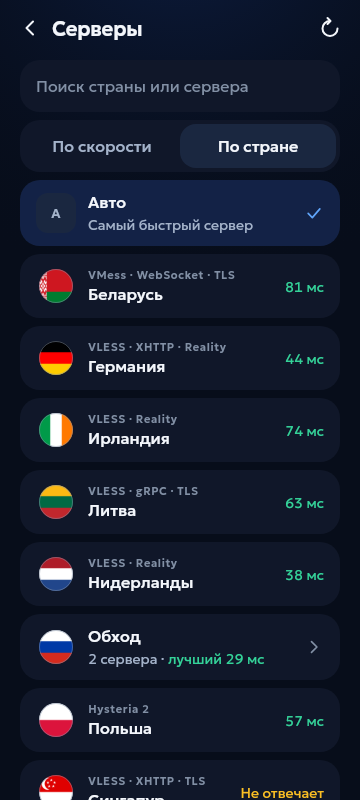 Серверы
Поиск страны или сервера
По скорости
По стране
А
Авто
Самый быстрый сервер
VMess · WebSocket · TLS
Беларусь
81 мс
VLESS · XHTTP · Reality
Германия
44 мс
VLESS · Reality
Ирландия
74 мс
VLESS · gRPC · TLS
Литва
63 мс
VLESS · Reality
Нидерланды
38 мс
Обход
2 сервера · лучший 29 мс
Hysteria 2
Польша
57 мс
VLESS · XHTTP · TLS
Сингапур
Не отвечает